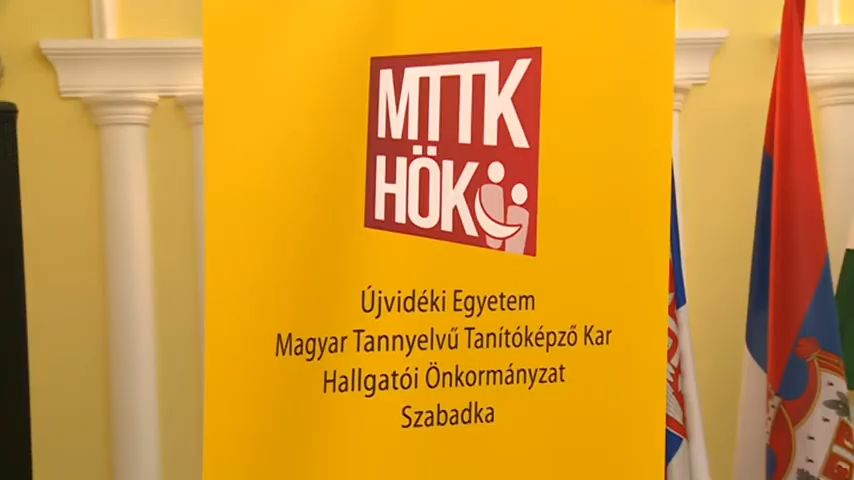 MTTK
HÖK
Újvidéki Egyetem
Magyar Tannyelvű Tanítóképző Kar
Hallgatói Önkormányzat
Szabadka